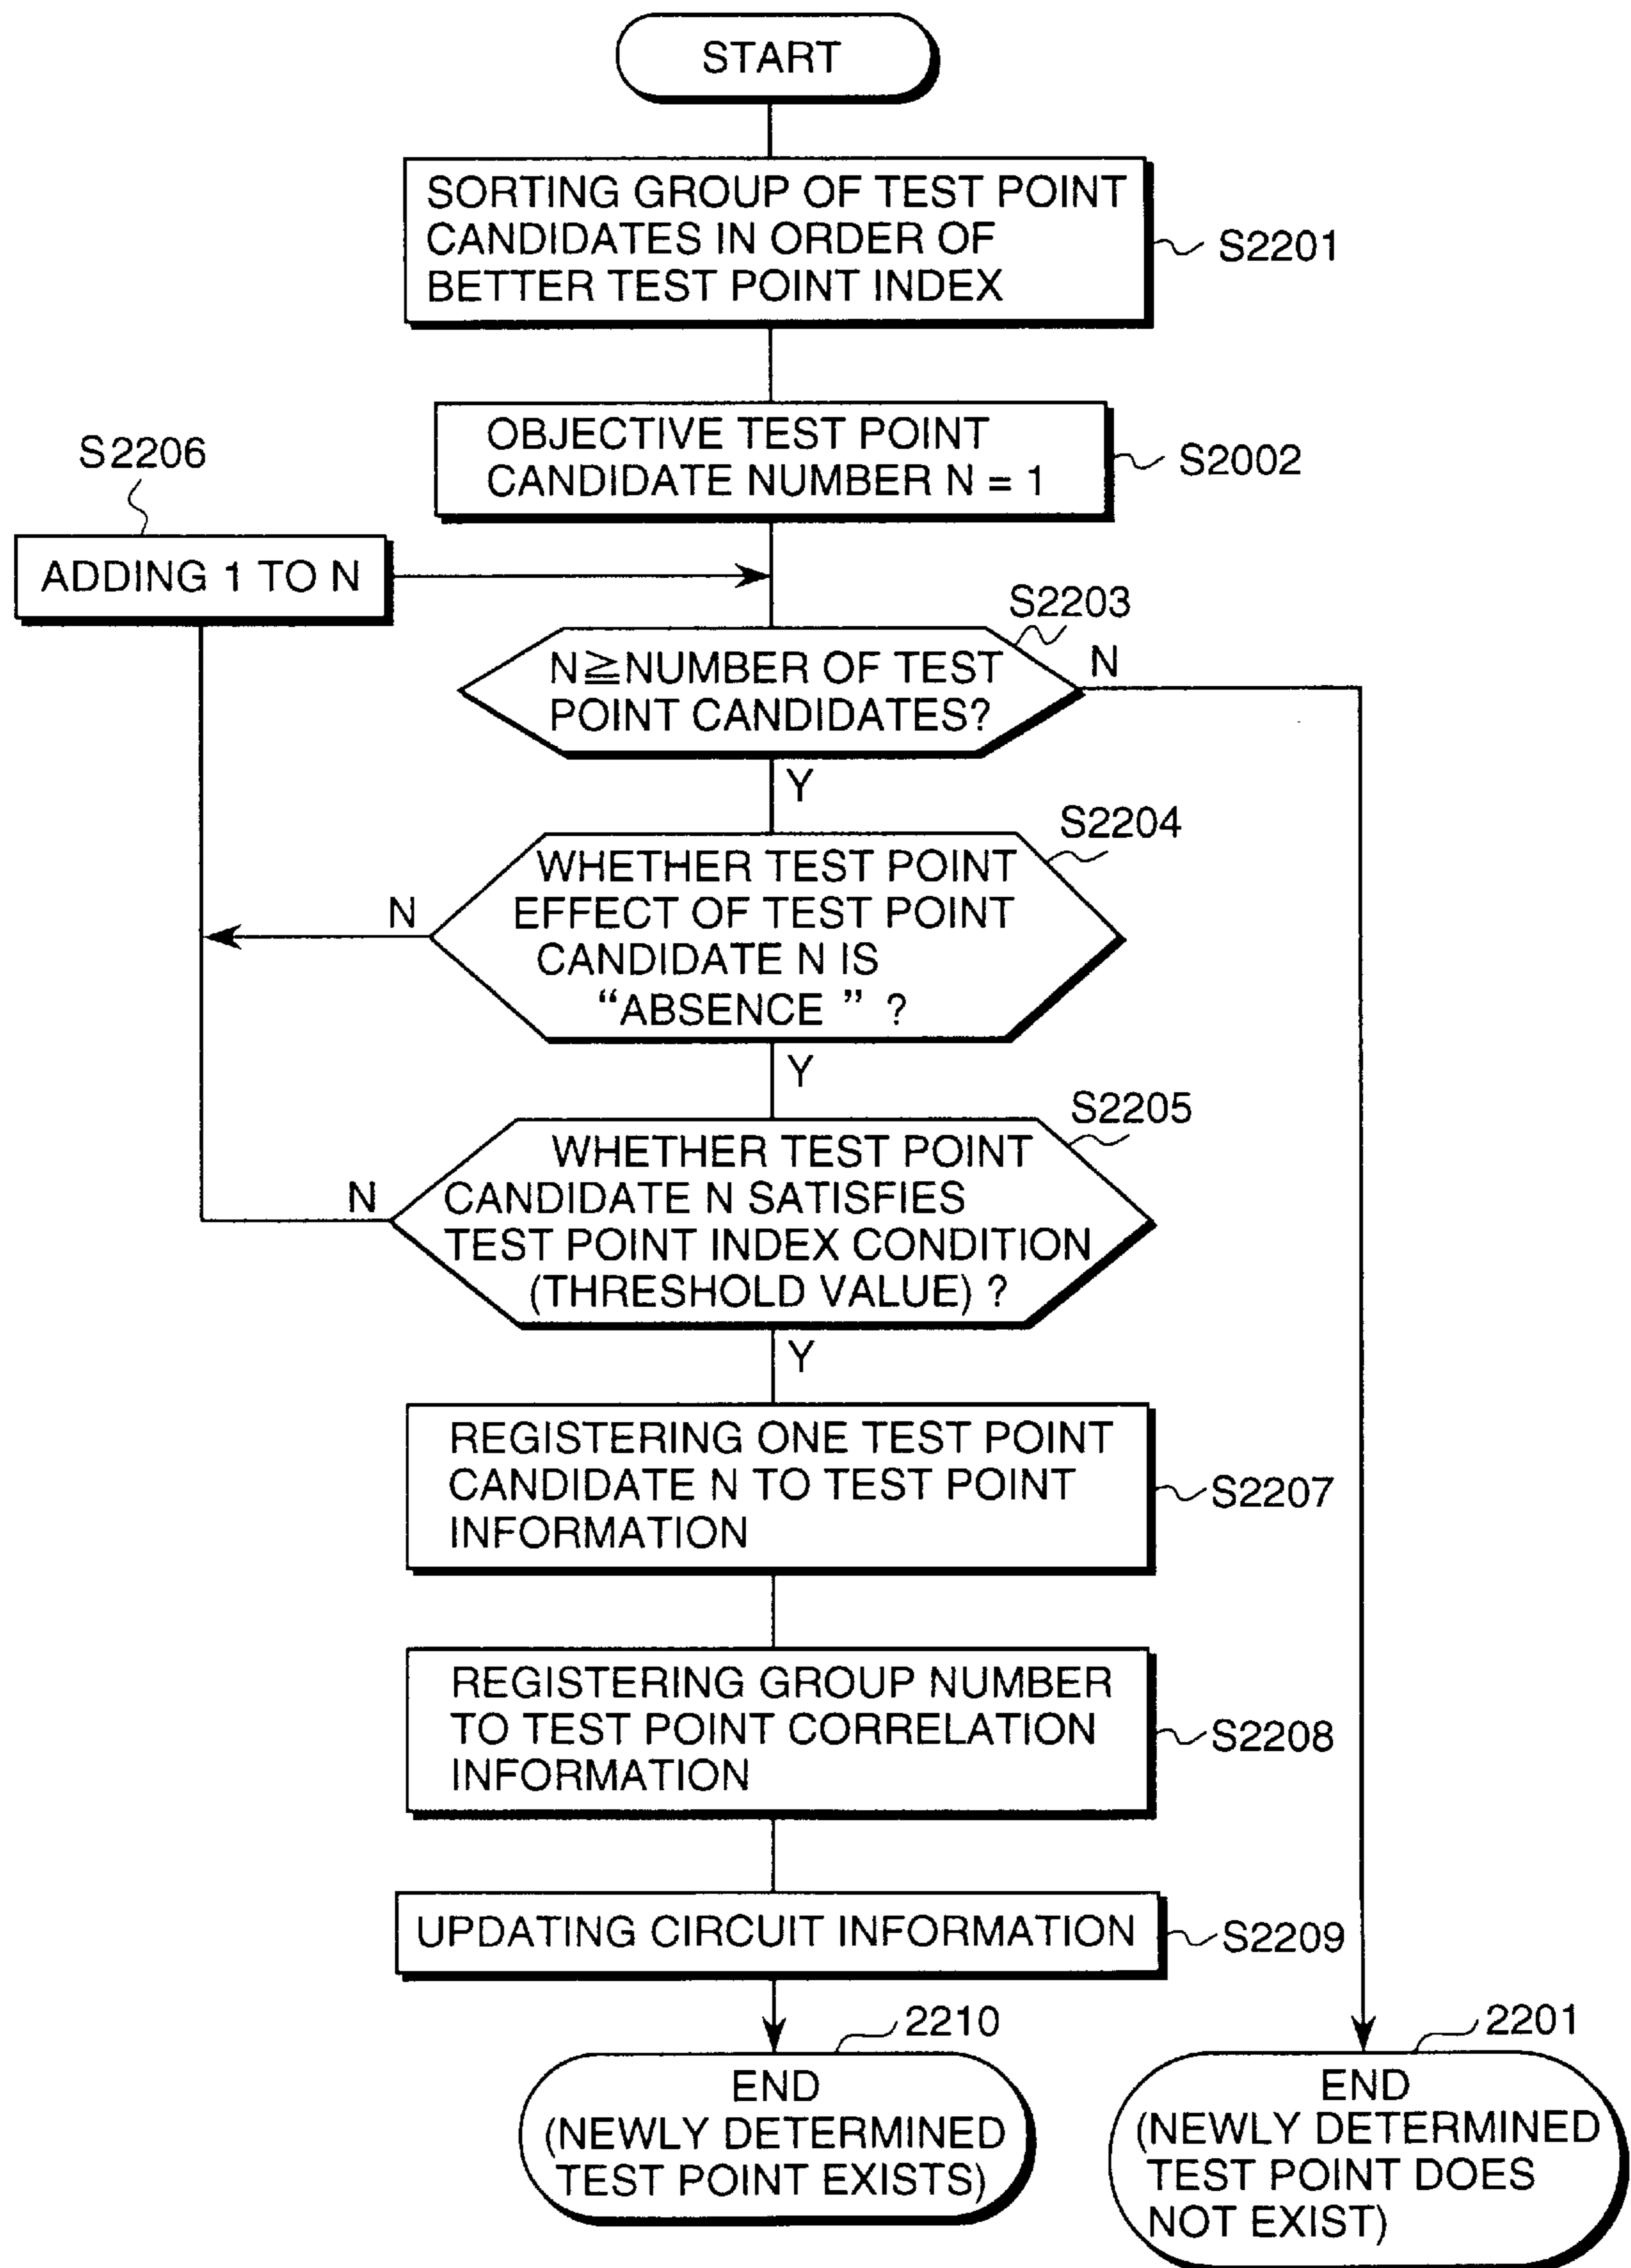 START
SORTING GROUP OF TEST POINT
CANDIDATES IN ORDER OF
BETTER TEST POINT INDEX
S2201
OBJECTIVE TEST POINT
CANDIDATE NUMBER N = 1
S2002
S2206
ADDING 1 TO N
S2203
N≧NUMBER OF TEST
POINT CANDIDATES?
N
Y
S2204
WHETHER TEST POINT
EFFECT OF TEST POINT
CANDIDATE N IS
“ABSENCE ” ?
N
Y
S2205
WHETHER TEST POINT
CANDIDATE N SATISFIES
TEST POINT INDEX CONDITION
(THRESHOLD VALUE) ?
N
Y
REGISTERING ONE TEST POINT
CANDIDATE N TO TEST POINT
INFORMATION
S2207
REGISTERING GROUP NUMBER
TO TEST POINT CORRELATION
INFORMATION
S2208
UPDATING CIRCUIT INFORMATION
S2209
2210
END
(NEWLY DETERMINED
TEST POINT EXISTS)
2201
END
(NEWLY DETERMINED
TEST POINT DOES
NOT EXIST)